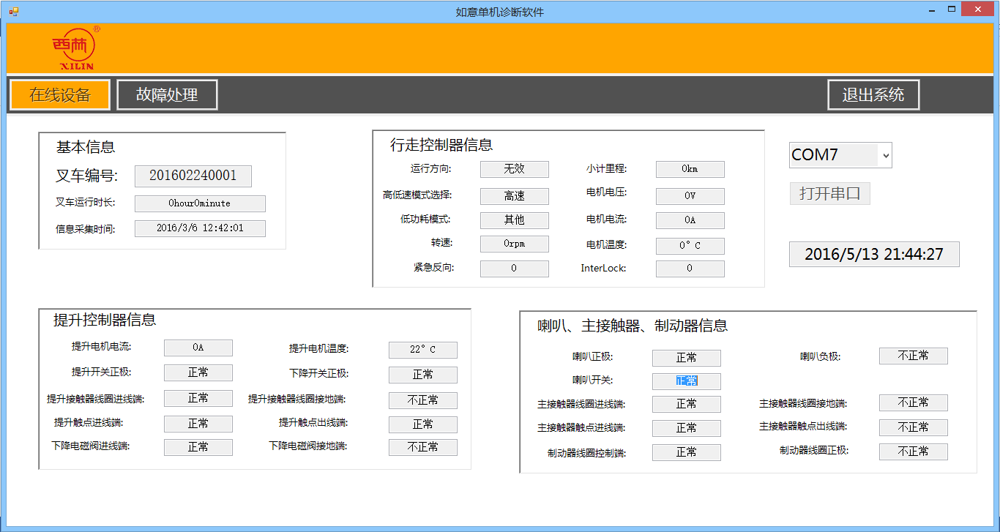 如意单机诊断软件
西林®
XILIN
在线设备
故障处理
退出系统
基本信息
叉车编号: 201602240001
叉车运行时长: 0hour0minute
信息采集时间: 2016/3/6 12:42:01
行走控制器信息
运行方向: 无效 小计里程: 0km
高低速模式选择: 高速 电机电压: 0V
低功耗模式: 其他 电机电流: 0A
转速: 0rpm 电机温度: 0°C
紧急反向: 0 InterLock: 0
COM7
打开串口
2016/5/13 21:44:27
提升控制器信息
提升电机电流: 0A 提升电机温度: 22°C
提升开关正极: 正常 下降开关正极: 正常
提升接触器线圈进线端: 正常 提升接触器线圈接地端: 不正常
提升触点进线端: 正常 提升触点出线端: 正常
下降电磁阀进线端: 正常 下降电磁阀接地端: 不正常
喇叭、主接触器、制动器信息
喇叭正极: 正常 喇叭负极: 不正常
喇叭开关: 正常
主接触器线圈进线端: 正常 主接触器线圈接地端: 不正常
主接触器触点进线端: 正常 主接触器触点出线端: 不正常
制动器线圈控制端: 正常 制动器线圈正极: 不正常